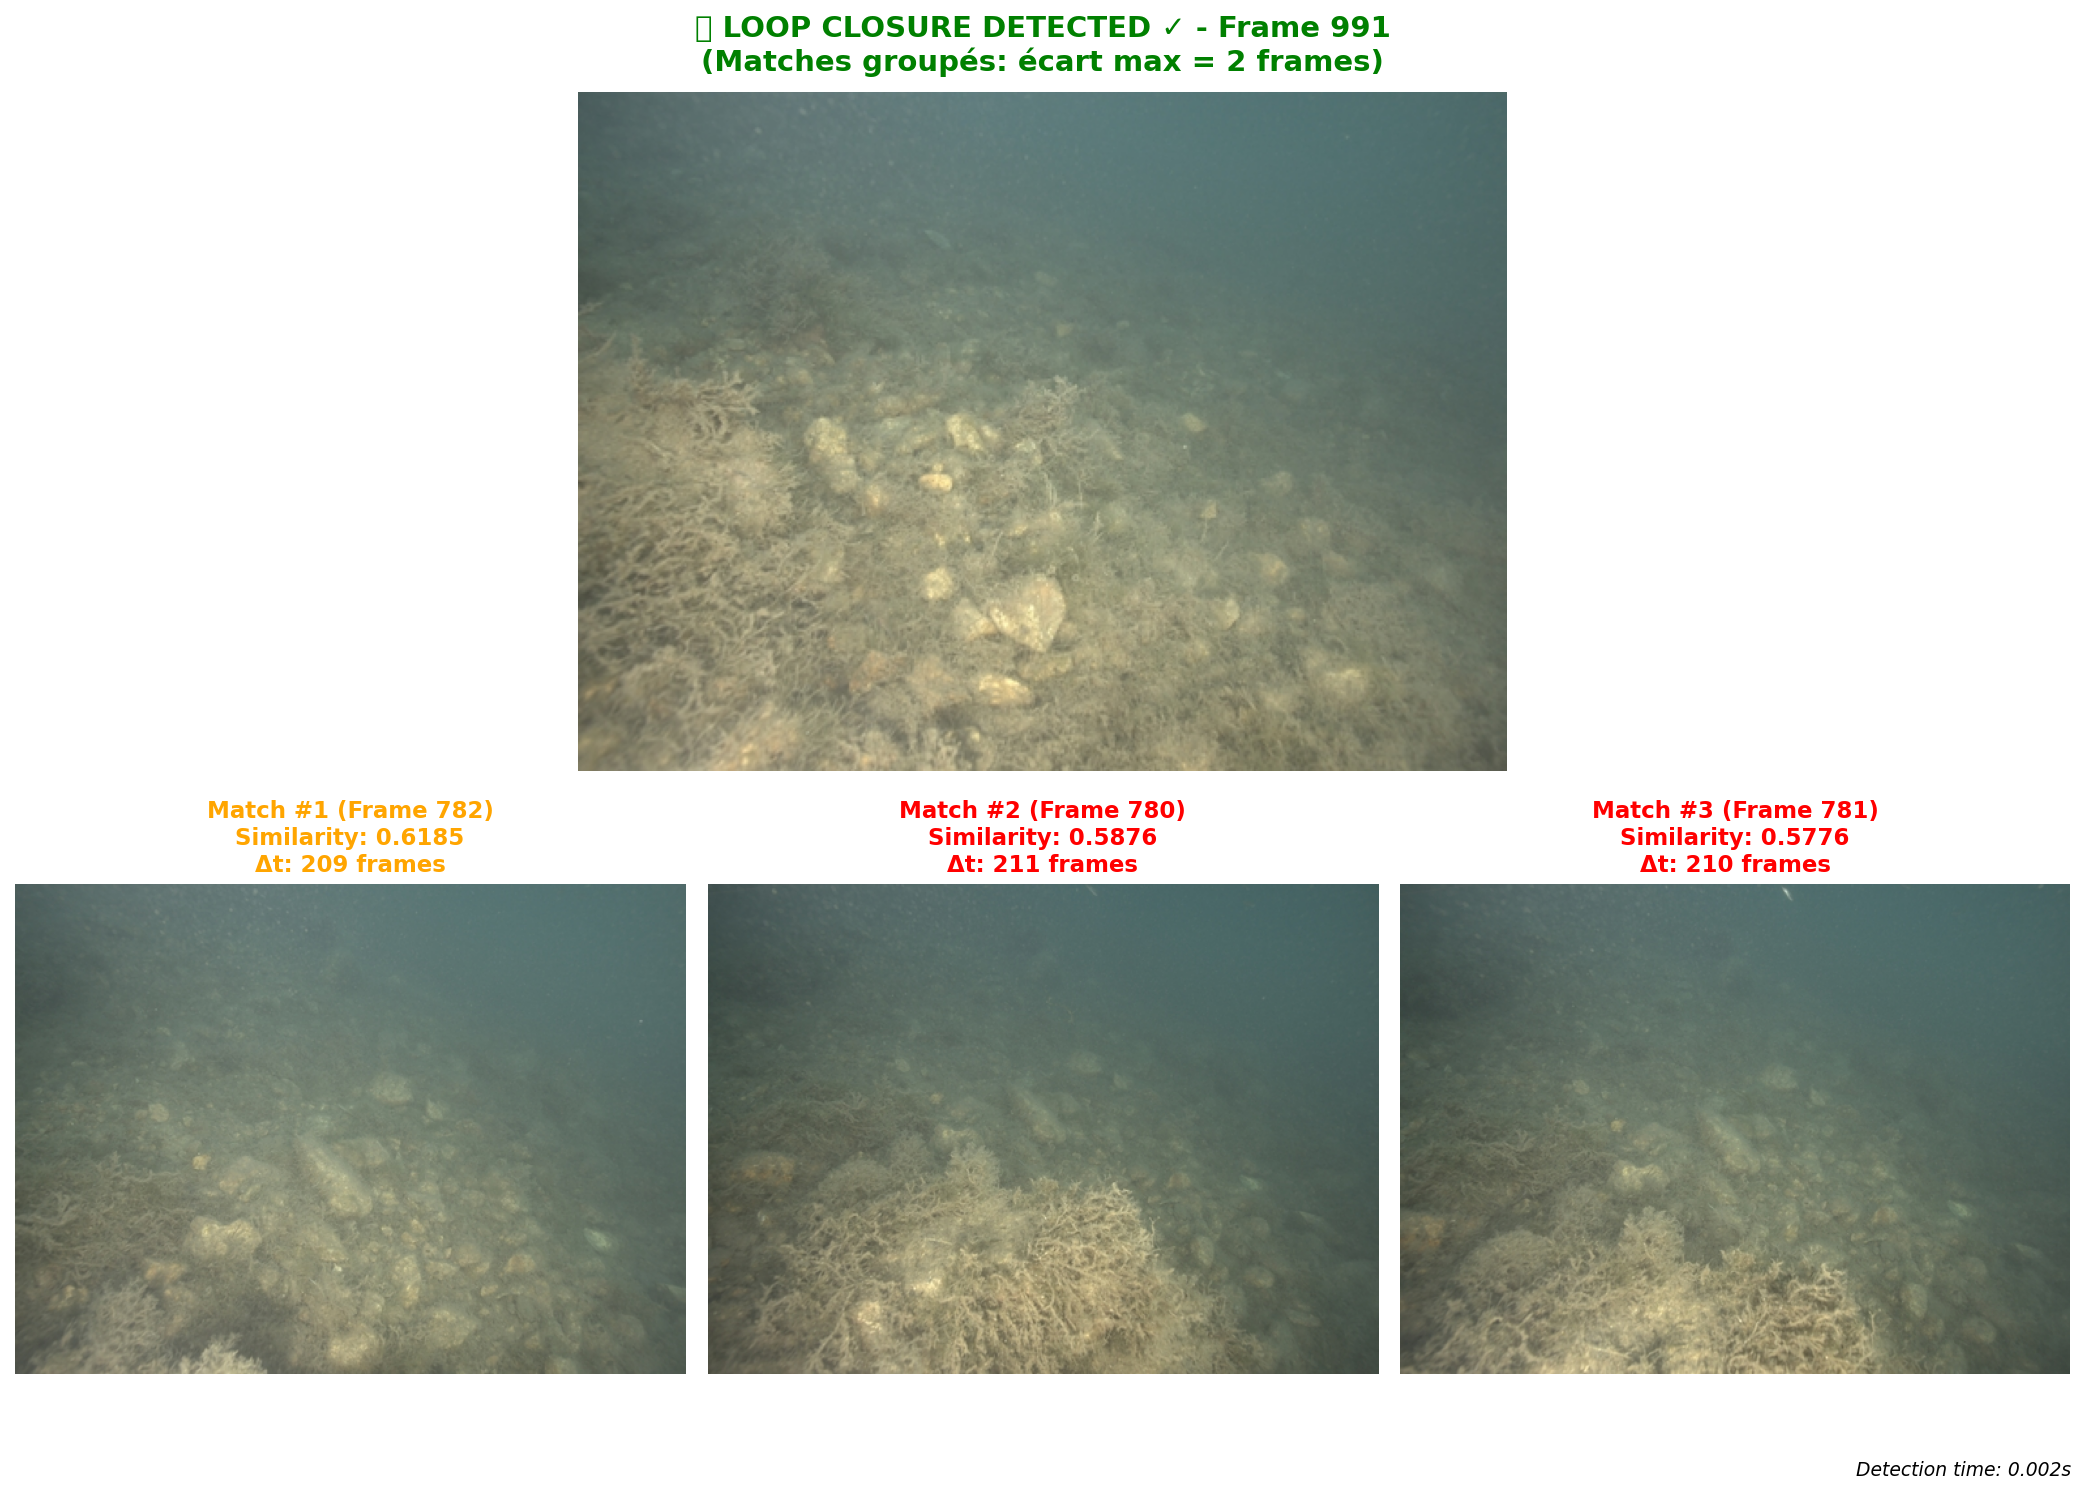 LOOP CLOSURE DETECTED ✓ - Frame 991
(Matches groupés: écart max = 2 frames)
Match #1 (Frame 782)
Similarity: 0.6185
Δt: 209 frames
Match #2 (Frame 780)
Similarity: 0.5876
Δt: 211 frames
Match #3 (Frame 781)
Similarity: 0.5776
Δt: 210 frames
Detection time: 0.002s